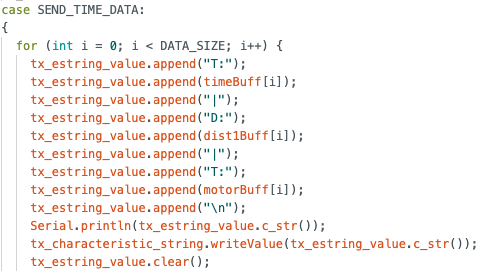 case SEND_TIME_DATA:
{
for (int i = 0; i < DATA_SIZE; i++) {
tx_estring_value.append("T:");
tx_estring_value.append(timeBuff[i]);
tx_estring_value.append("|");
tx_estring_value.append("D:");
tx_estring_value.append(dist1Buff[i]);
tx_estring_value.append("|");
tx_estring_value.append("T:");
tx_estring_value.append(motorBuff[i]);
tx_estring_value.append("\n");
Serial.println(tx_estring_value.c_str());
tx_characteristic_string.writeValue(tx_estring_value.c_str());
tx_estring_value.clear();